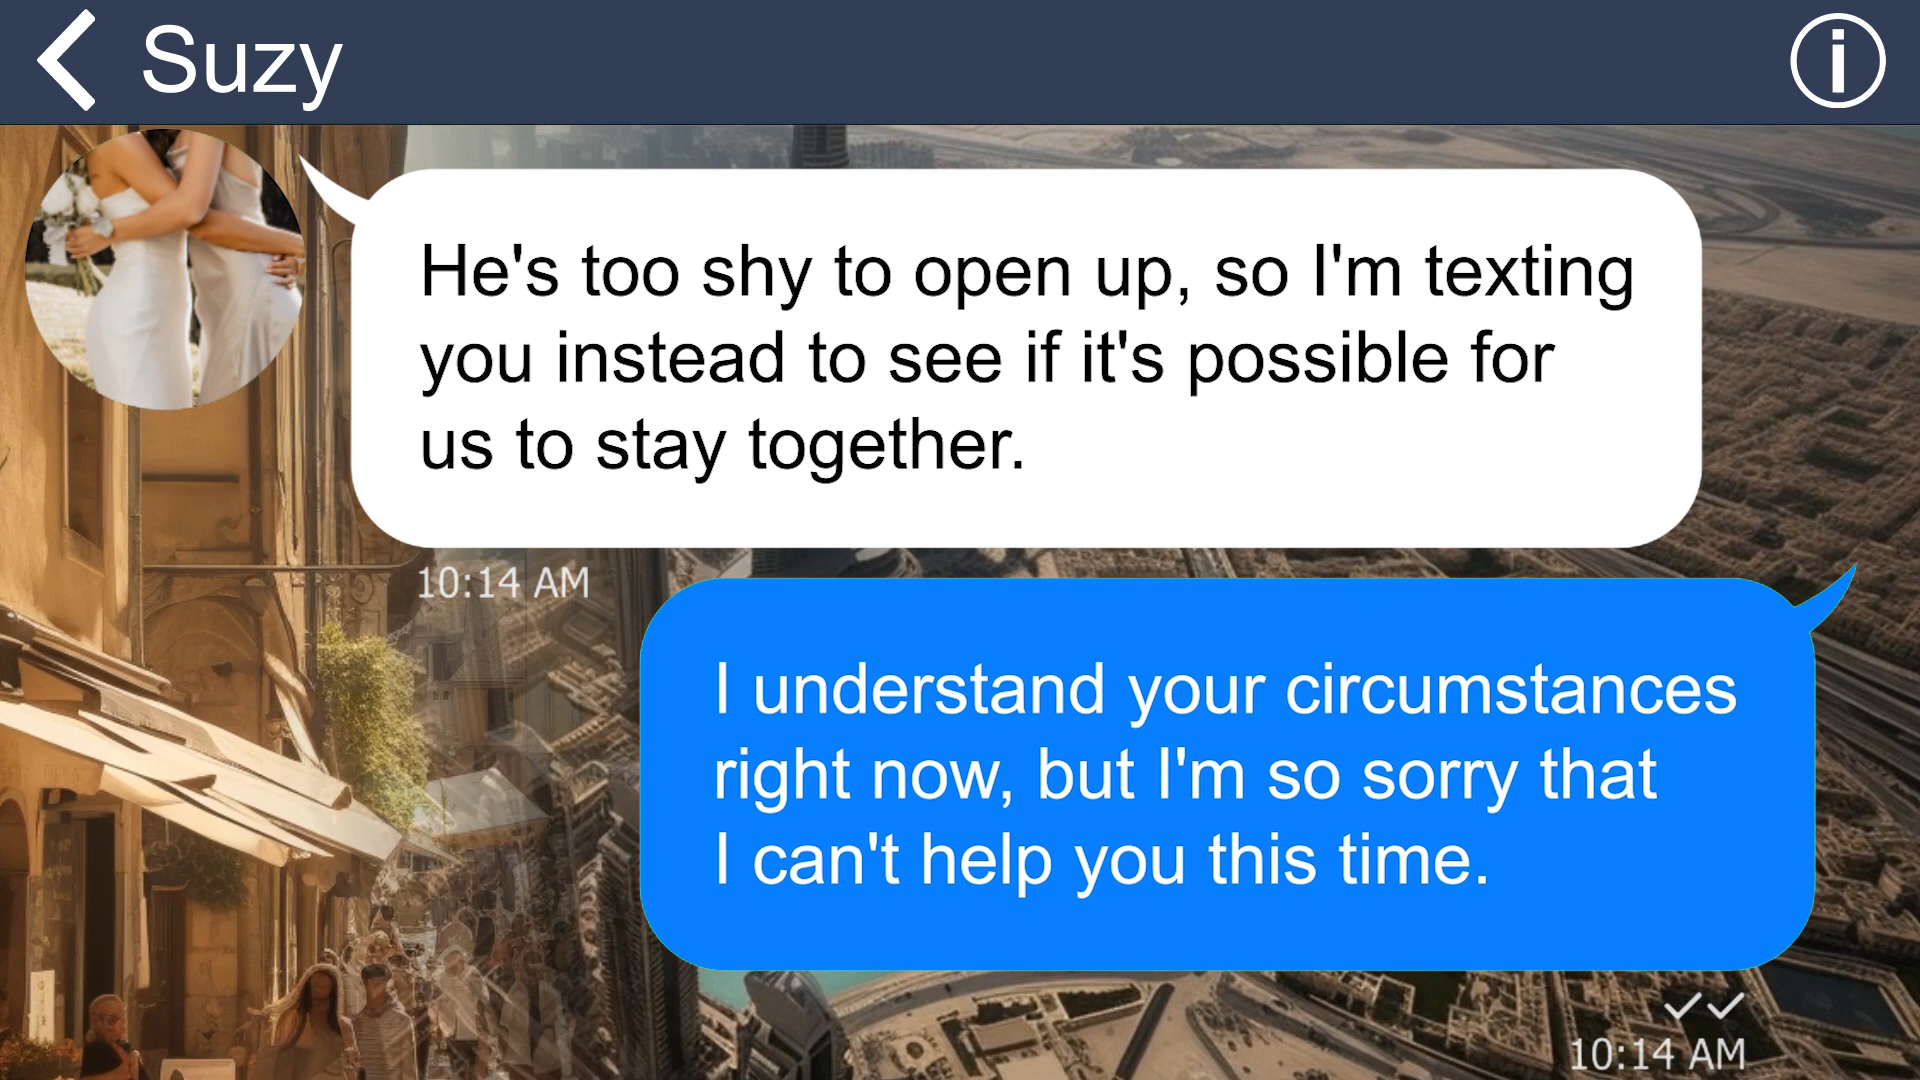 Suzy
He's too shy to open up, so I'm texting
you instead to see if it's possible for
us to stay together.
10:14 AM
I understand your circumstances
right now, but I'm so sorry that
I can't help you this time.
10:14 AM